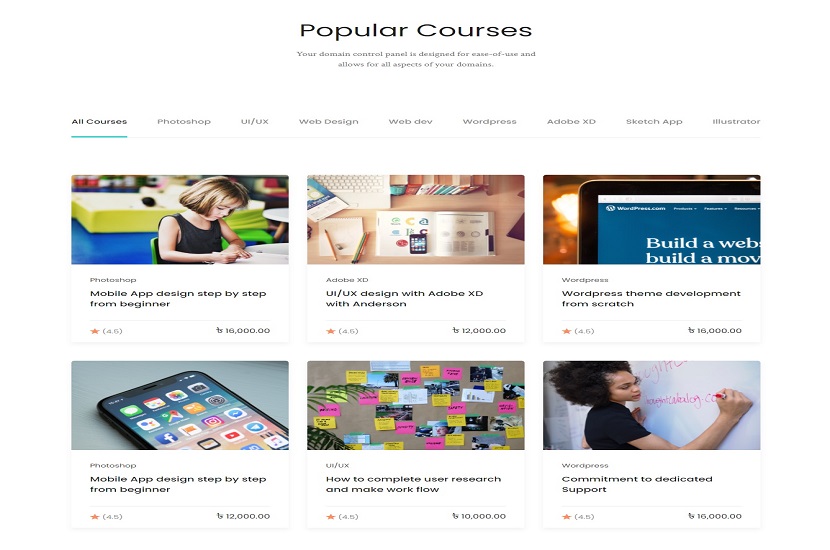 Popular Courses
Your domain control panel is designed for ease-of-use and
allows for all aspects of your domains.
All Courses Photoshop UI/UX Web Design Web dev Wordpress Adobe XD Sketch App Illustrator
WordPress.com Products Features Resources
Build a webs
build a mov
Photoshop
Mobile App design step by step
from beginner
(4.5) ৳ 16,000.00
Adobe XD
UI/UX design with Adobe XD
with Anderson
(4.5) ৳ 12,000.00
Wordpress
Wordpress theme development
from scratch
(4.5) ৳ 16,000.00
Photoshop
Mobile App design step by step
from beginner
(4.5) ৳ 12,000.00
UI/UX
How to complete user research
and make work flow
(4.5) ৳ 10,000.00
Wordpress
Commitment to dedicated
Support
(4.5) ৳ 16,000.00